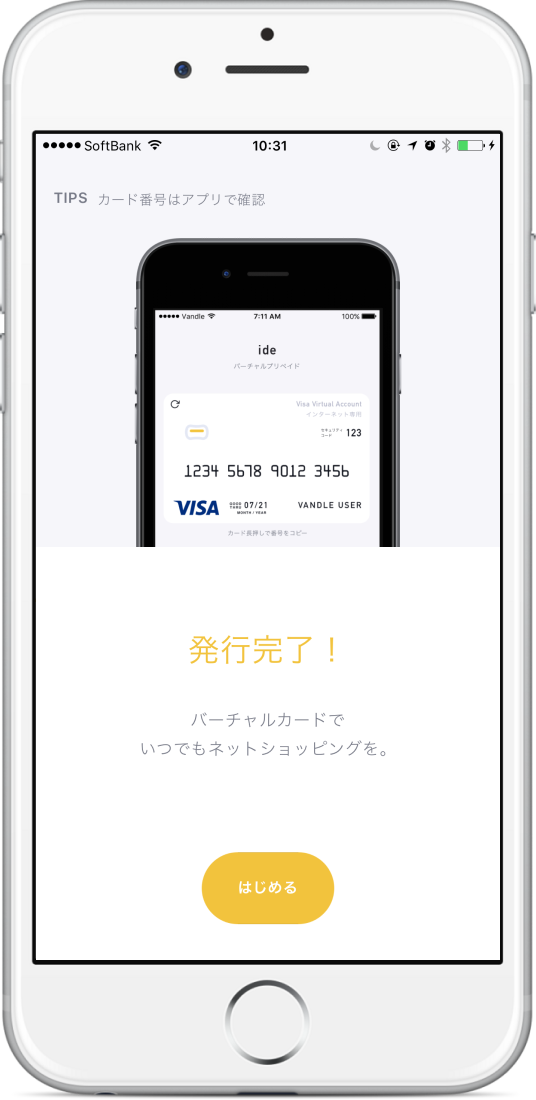 SoftBank 10:31
TIPS カード番号はアプリで確認
Vandle 7:11 AM 100%
ide
バーチャルプリペイド
Visa Virtual Account
インターネット専用
セキュリティコード 123
1234 5678 9012 3456
VISA GOOD THRU 07/21 MONTH / YEAR VANDLE USER
カード長押しで番号をコピー
発行完了！
バーチャルカードで
いつでもネットショッピングを。
はじめる